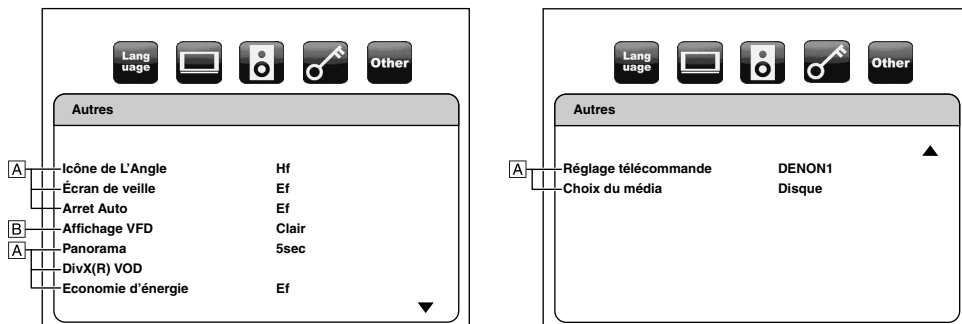 Lang
uage
Other
Autres
A Icône de L'Angle Hf
Écran de veille Ef
Arret Auto Ef
B Affichage VFD Clair
A Panorama 5sec
DivX(R) VOD
Economie d'énergie Ef
Lang
uage
Other
Autres
A Réglage télécommande DENON1
Choix du média Disque